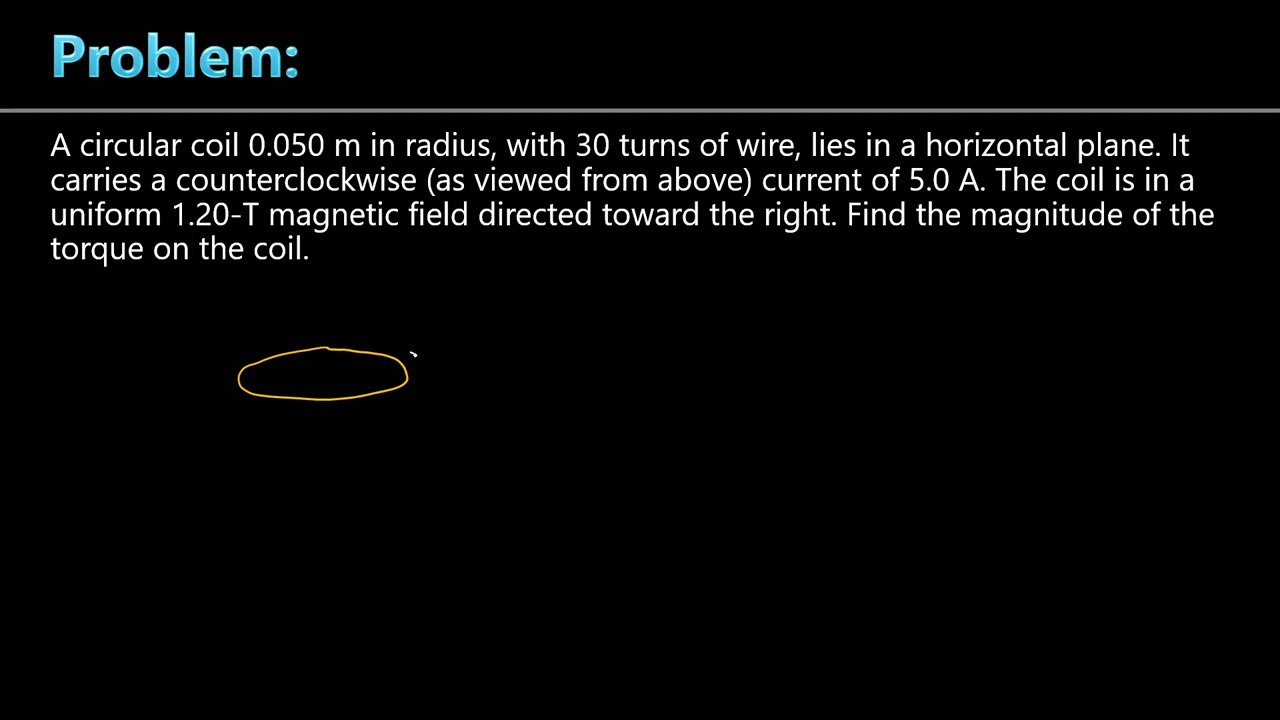 Problem:
A circular coil 0.050 m in radius, with 30 turns of wire, lies in a horizontal plane. It
carries a counterclockwise (as viewed from above) current of 5.0 A. The coil is in a
uniform 1.20-T magnetic field directed toward the right. Find the magnitude of the
torque on the coil.